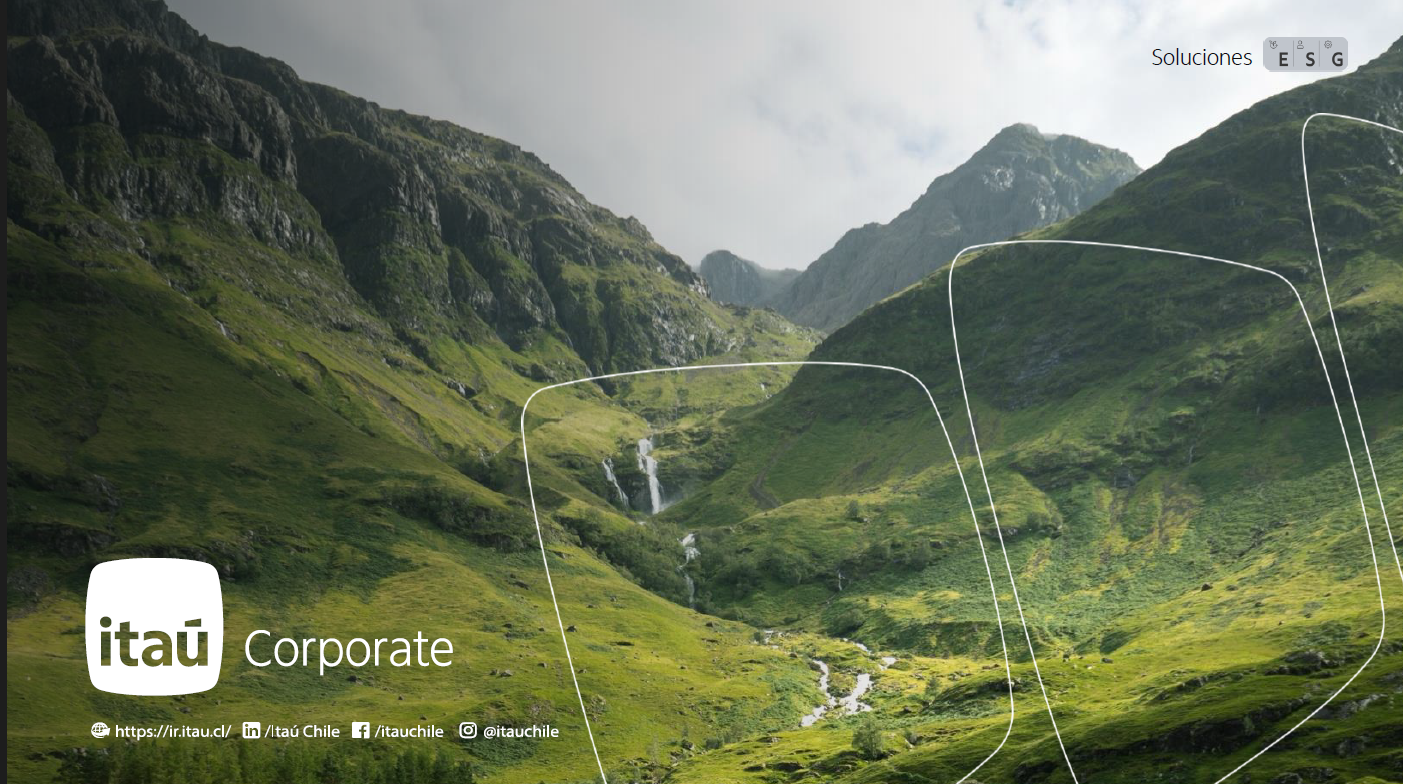 Soluciones E S G
itaú Corporate
https://ir.itau.cl/ /Itaú Chile /itauchile @itauchile